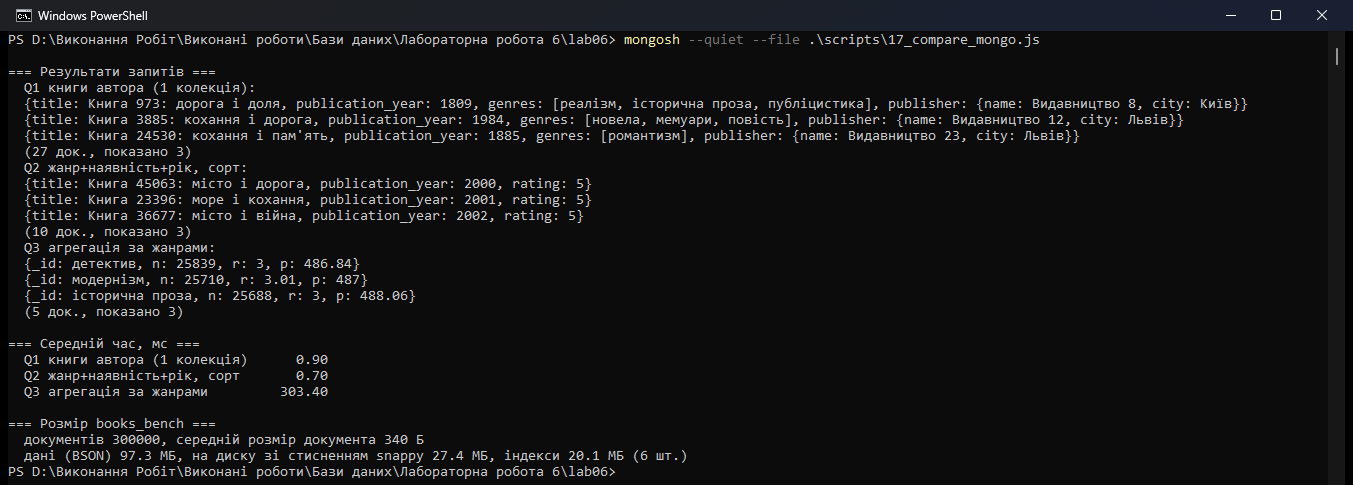 Windows PowerShell
PS D:\Виконання Робіт\Виконані роботи\Бази даних\Лабораторна робота 6\lab06> mongosh --quiet --file .\scripts\17_compare_mongo.js
=== Результати запитів ===
Q1 книги автора (1 колекція):
{title: Книга 973: дорога і доля, publication_year: 1809, genres: [реалізм, історична проза, публіцистика], publisher: {name: Видавництво 8, city: Київ}}
{title: Книга 3885: кохання і дорога, publication_year: 1984, genres: [новела, мемуари, повість], publisher: {name: Видавництво 12, city: Львів}}
{title: Книга 24530: кохання і пам'ять, publication_year: 1885, genres: [романтизм], publisher: {name: Видавництво 23, city: Львів}}
(27 док., показано 3)
Q2 жанр+наявність+рік, сорт:
{title: Книга 45063: місто і дорога, publication_year: 2000, rating: 5}
{title: Книга 23396: море і кохання, publication_year: 2001, rating: 5}
{title: Книга 36677: місто і війна, publication_year: 2002, rating: 5}
(10 док., показано 3)
Q3 агрегація за жанрами:
{_id: детектив, n: 25839, r: 3, p: 486.84}
{_id: модернізм, n: 25710, r: 3.01, p: 487}
{_id: історична проза, n: 25688, r: 3, p: 488.06}
(5 док., показано 3)
=== Середній час, мс ===
Q1 книги автора (1 колекція) 0.90
Q2 жанр+наявність+рік, сорт 0.70
Q3 агрегація за жанрами 303.40
=== Розмір books_bench ===
документів 300000, середній розмір документа 340 Б
дані (BSON) 97.3 МБ, на диску зі стисненням snappy 27.4 МБ, індекси 20.1 МБ (6 шт.)
PS D:\Виконання Робіт\Виконані роботи\Бази даних\Лабораторна робота 6\lab06>